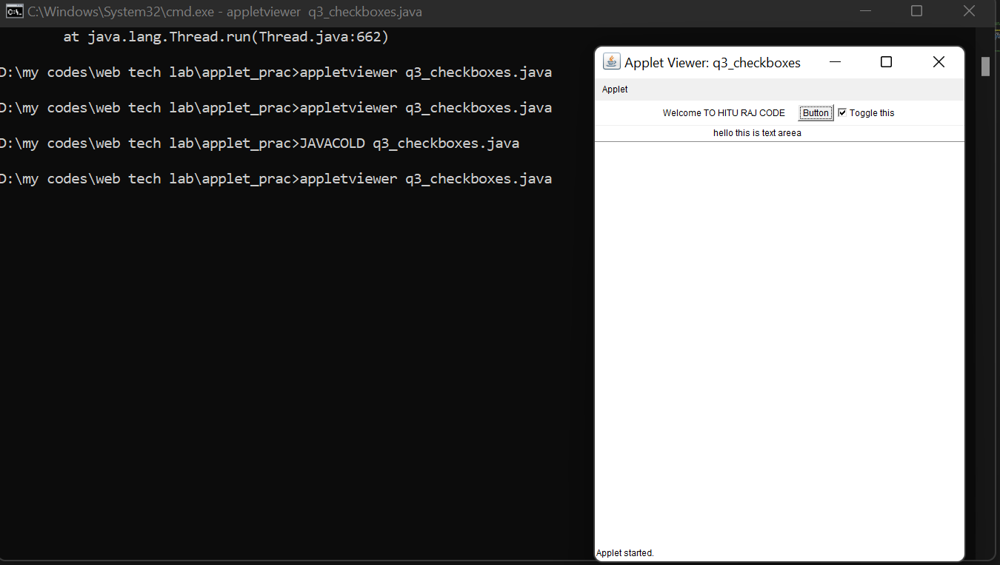 C:\Windows\System32\cmd.exe - appletviewer  q3_checkboxes.java
at java.lang.Thread.run(Thread.java:662)
D:\my codes\web tech lab\applet_prac>appletviewer q3_checkboxes.java
D:\my codes\web tech lab\applet_prac>appletviewer q3_checkboxes.java
D:\my codes\web tech lab\applet_prac>JAVACOLD q3_checkboxes.java
D:\my codes\web tech lab\applet_prac>appletviewer q3_checkboxes.java
Applet Viewer: q3_checkboxes
Applet
Welcome TO HITU RAJ CODE Button Toggle this
hello this is text areea
Applet started.